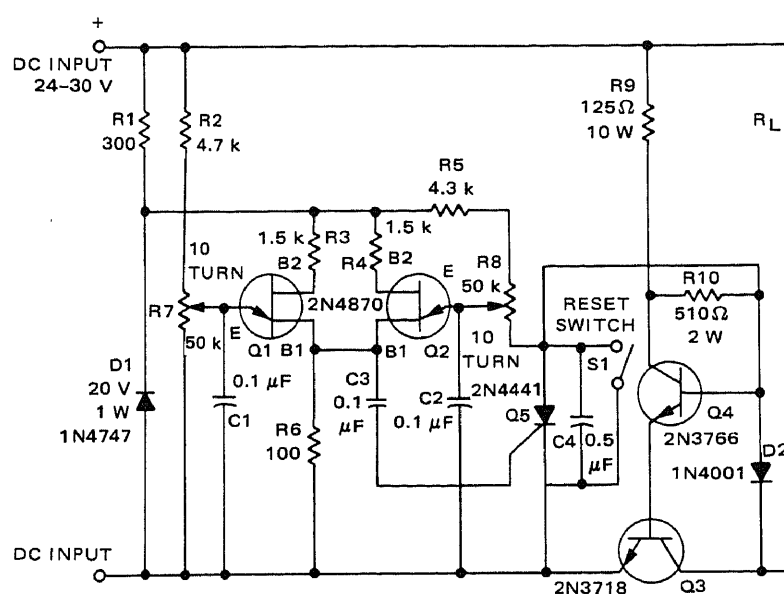 +
DC INPUT
24–30 V
R1
300
R2
4.7 k
R9
125Ω
10 W
RL
R5
4.3 k
1.5 k
R3
B2
1.5 k
R4
B2
10
TURN
R7
50 k
E
Q1
2N4870
B1
B1
Q2
E
R8
50 k
10
TURN
RESET
SWITCH
S1
R10
510Ω
2 W
D1
20 V
1 W
1N4747
0.1 µF
C1
R6
100
C3
0.1
µF
C2
0.1 µF
2N4441
Q5
C4
0.5
µF
Q4
2N3766
D2
1N4001
DC INPUT
2N3718
Q3